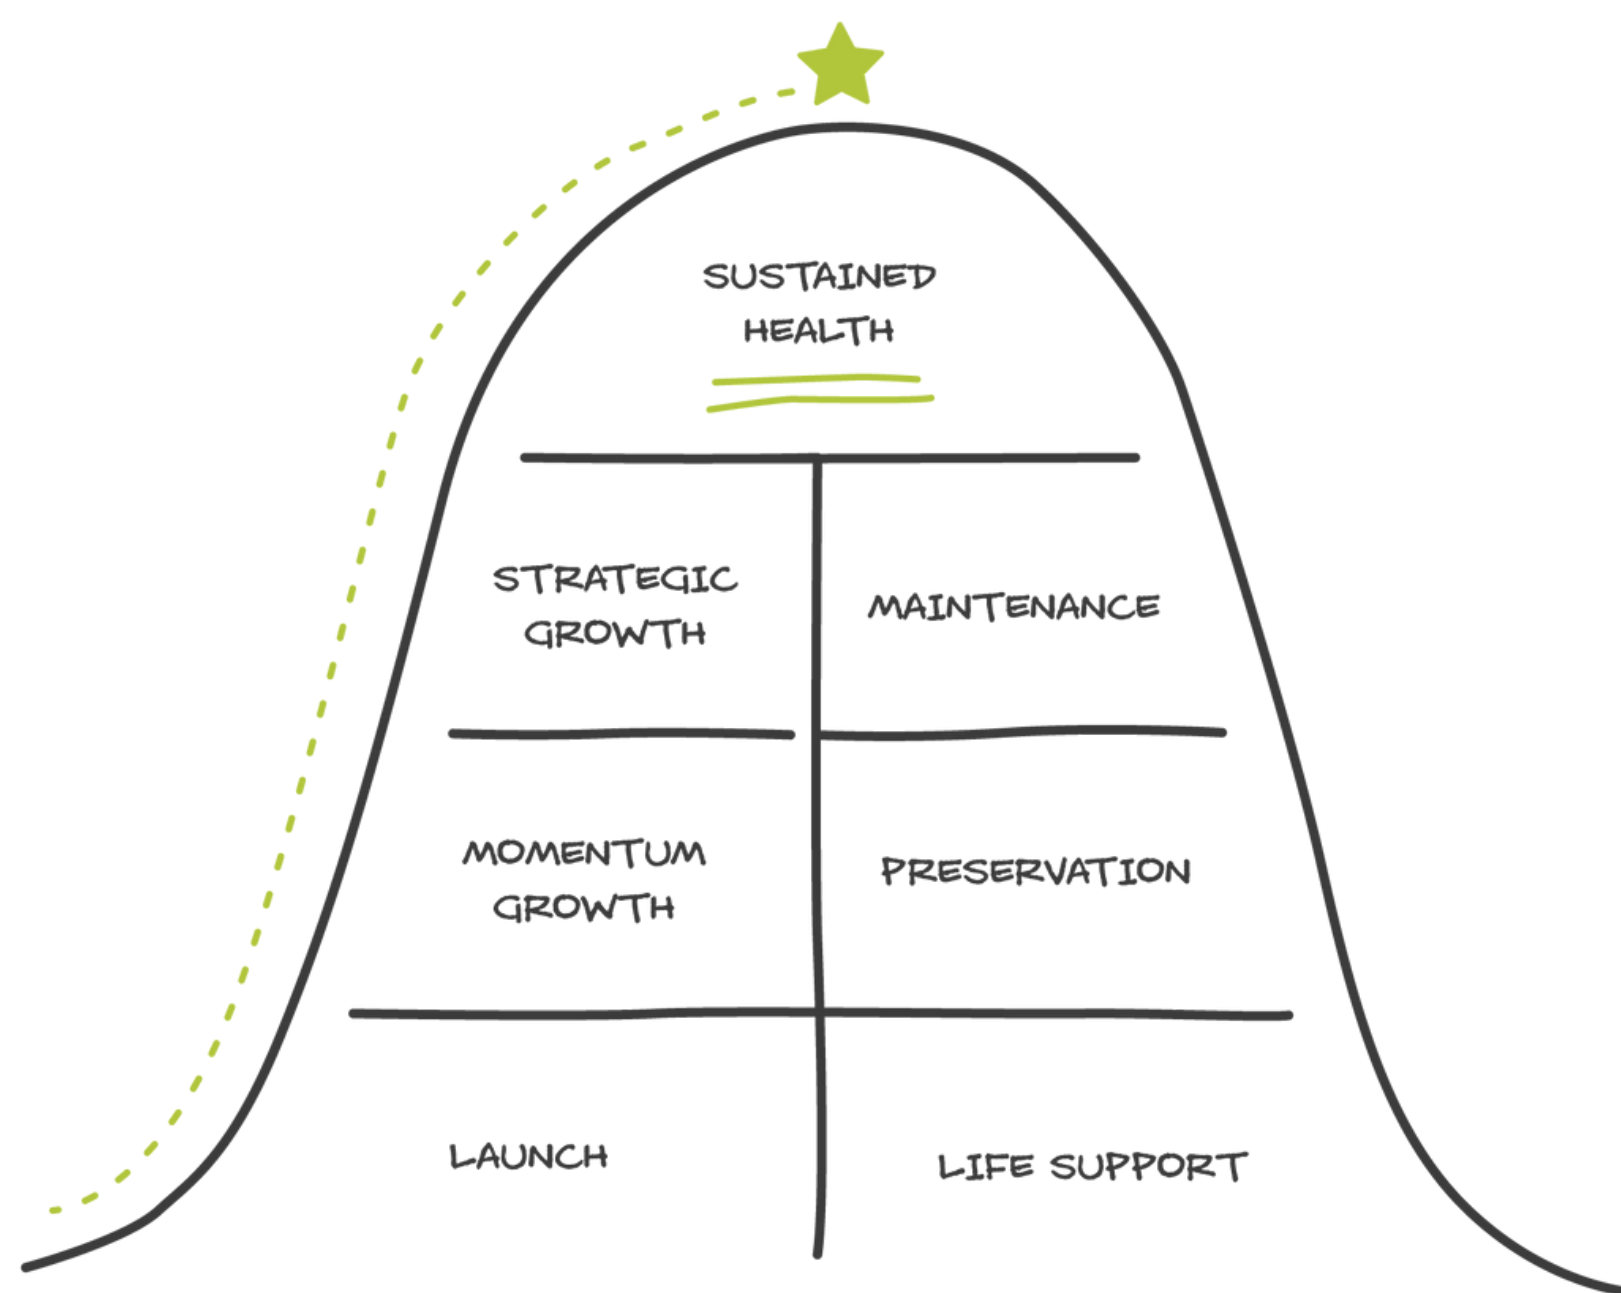 SUSTAINED
HEALTH
STRATEGIC
GROWTH
MAINTENANCE
MOMENTUM
GROWTH
PRESERVATION
LAUNCH
LIFE SUPPORT